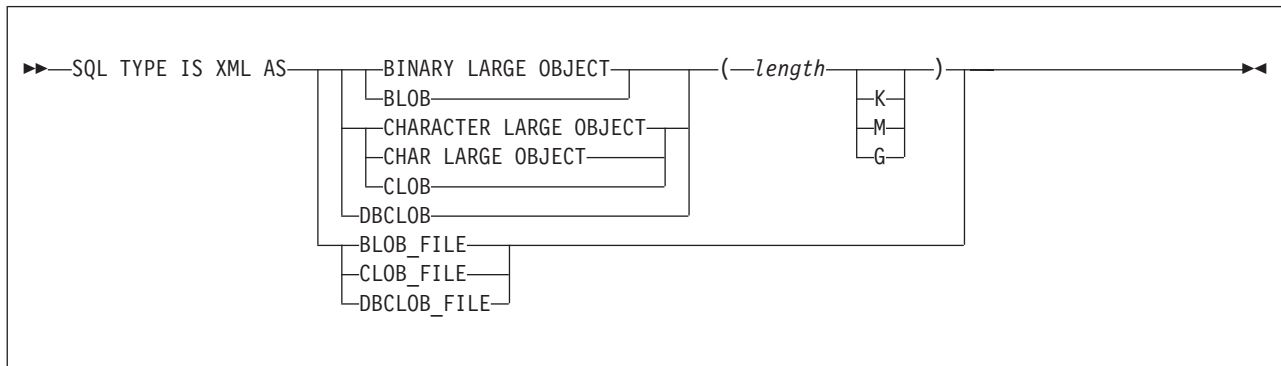 SQL TYPE IS XML AS BINARY LARGE OBJECT ( length )
BLOB K
CHARACTER LARGE OBJECT M
CHAR LARGE OBJECT G
CLOB
DBCLOB
BLOB_FILE
CLOB_FILE
DBCLOB_FILE